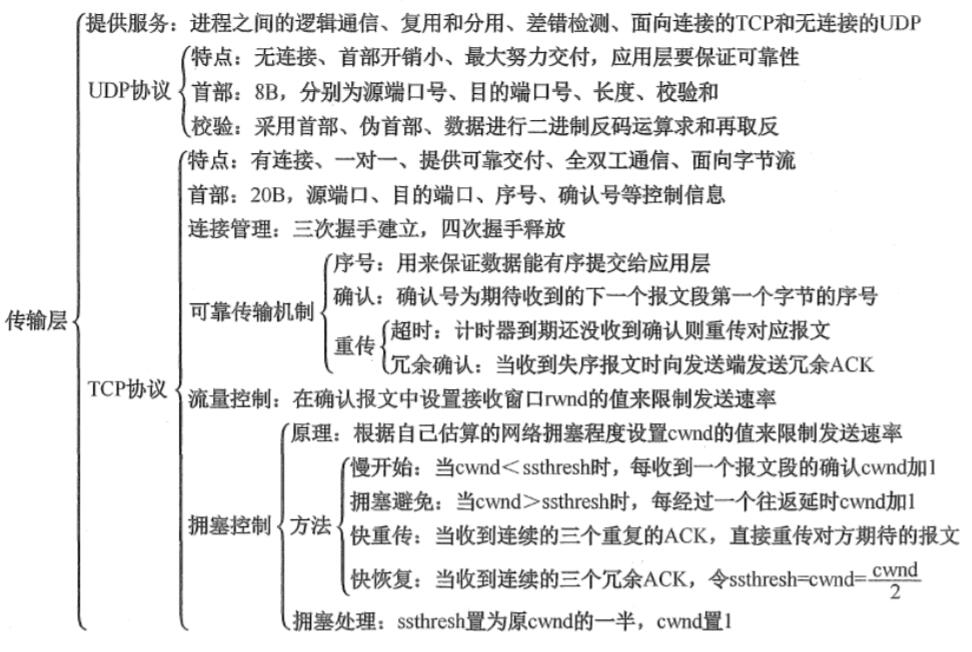 提供服务：进程之间的逻辑通信、复用和分用、差错检测、面向连接的TCP和无连接的UDP
特点：无连接、首部开销小、最大努力交付，应用层要保证可靠性
UDP协议
首部：8B，分别为源端口号、目的端口号、长度、校验和
校验：采用首部、伪首部、数据进行二进制反码运算求和再取反
特点：有连接、一对一、提供可靠交付、全双工通信、面向字节流
首部：20B，源端口、目的端口、序号、确认号等控制信息
连接管理：三次握手建立，四次握手释放
序号：用来保证数据能有序提交给应用层
传输层
可靠传输机制
确认：确认号为期待收到的下一个报文段第一个字节的序号
重传
超时：计时器到期还没收到确认则重传对应报文
冗余确认：当收到失序报文时向发送端发送冗余ACK
TCP协议
流量控制：在确认报文中设置接收窗口rwnd的值来限制发送速率
原理：根据自己估算的网络拥塞程度设置cwnd的值来限制发送速率
慢开始：当cwnd＜ssthresh时，每收到一个报文段的确认cwnd加1
拥塞避免：当cwnd＞ssthresh时，每经过一个往返延时cwnd加1
拥塞控制
方法
快重传：当收到连续的三个重复的ACK，直接重传对方期待的报文
快恢复：当收到连续的三个冗余ACK，令ssthresh=cwnd=cwnd/2
拥塞处理：ssthresh置为原cwnd的一半，cwnd置1